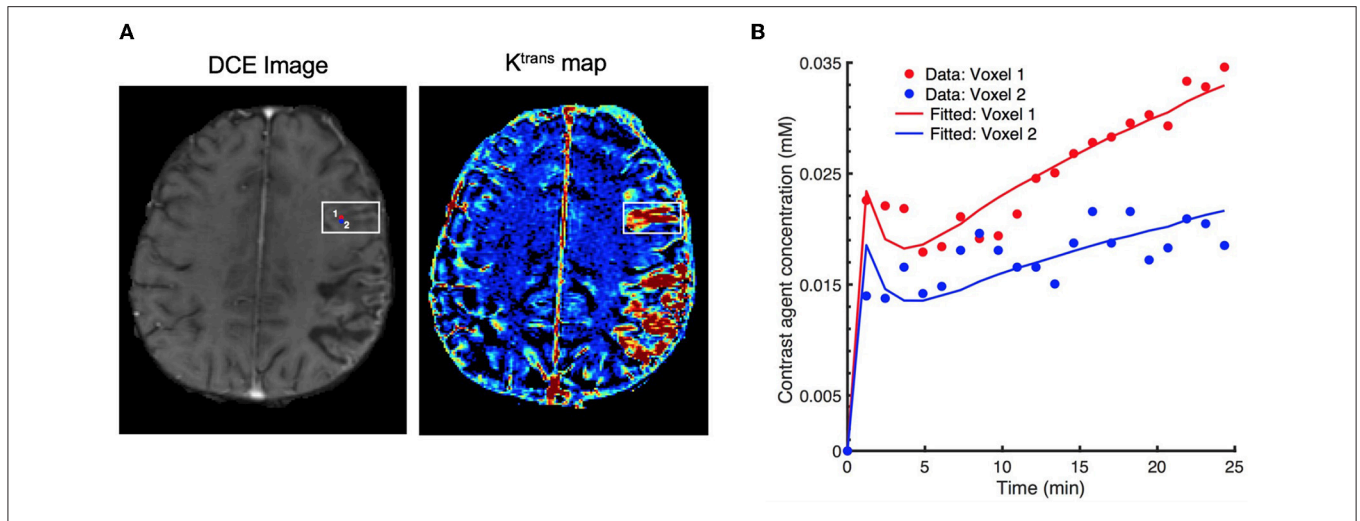 A
DCE Image
Ktrans map
1
2
B
Data: Voxel 1
Data: Voxel 2
Fitted: Voxel 1
Fitted: Voxel 2
Contrast agent concentration (mM)
0.035
0.025
0.015
0.005
0
0 5 10 15 20 25
Time (min)